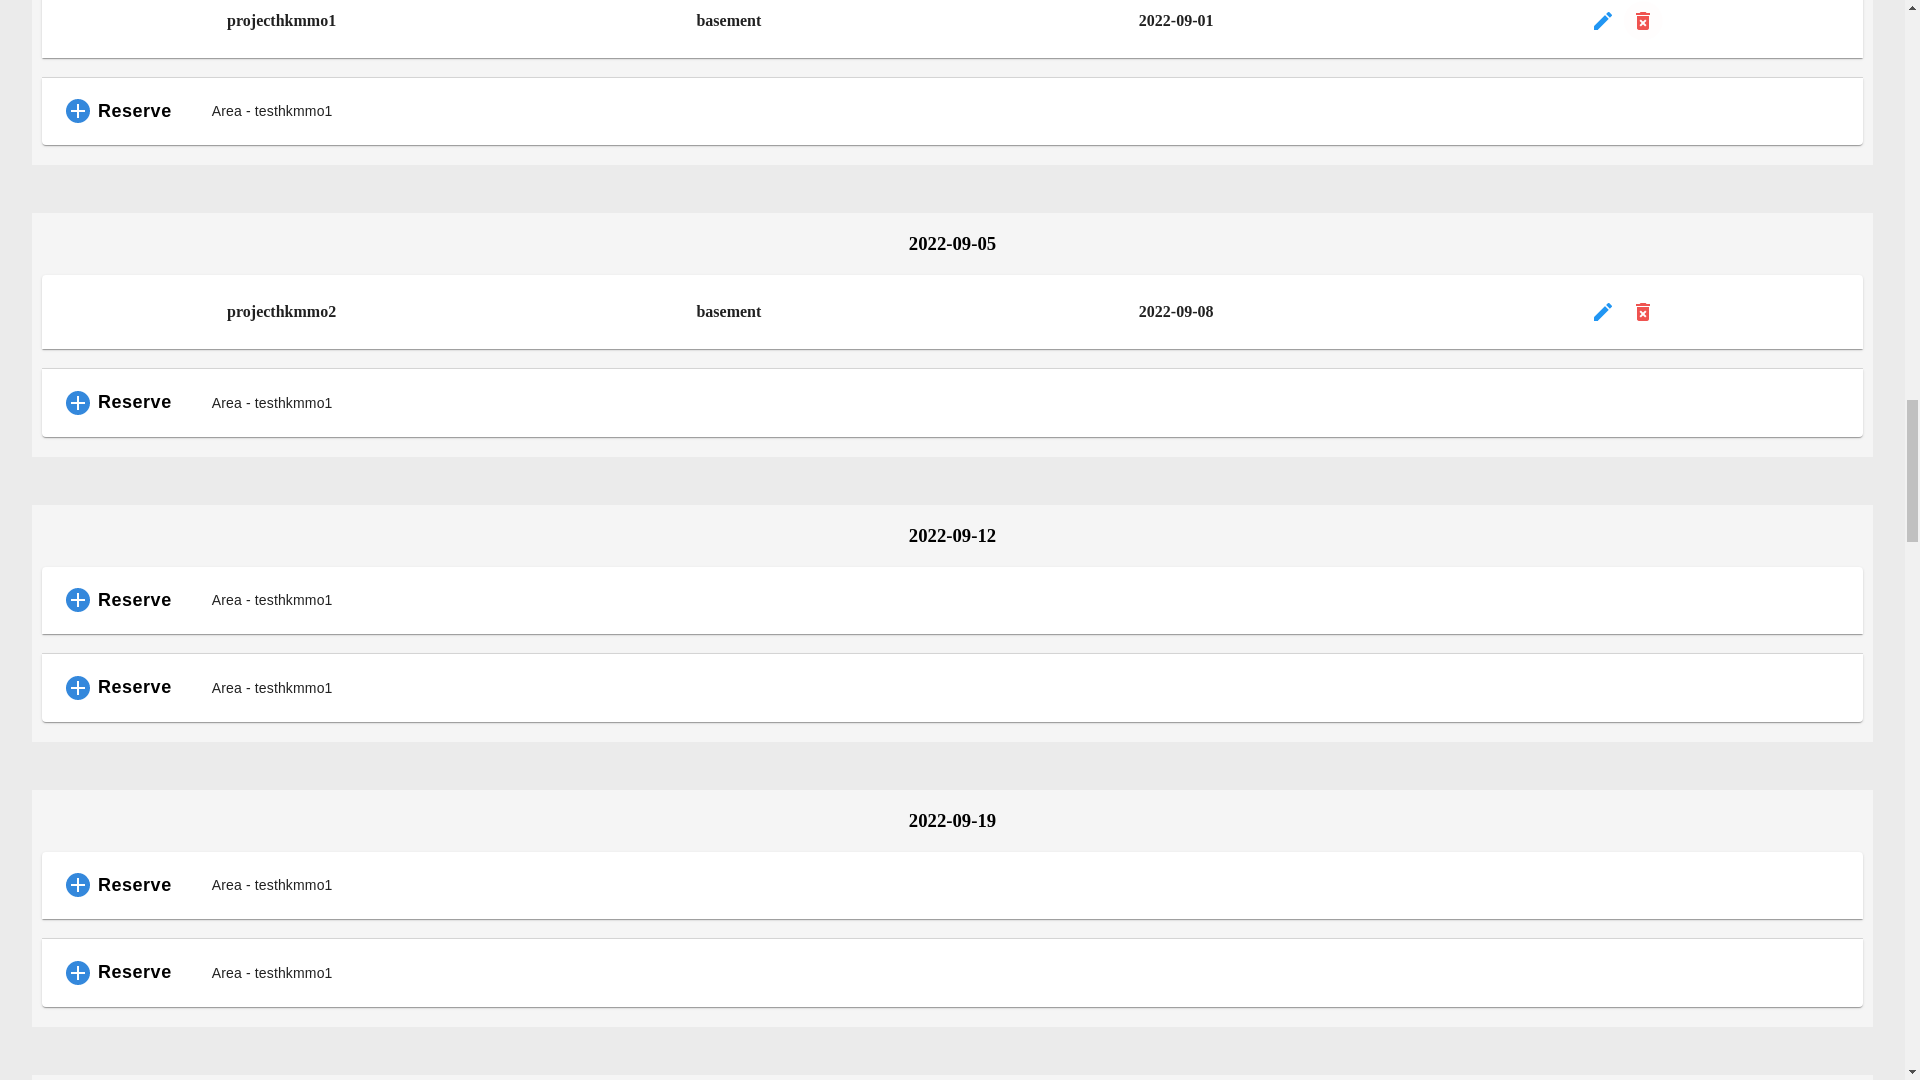 projecthkmmo1 basement 2022-09-01
Reserve Area - testhkmmo1
2022-09-05
projecthkmmo2 basement 2022-09-08
Reserve Area - testhkmmo1
2022-09-12
Reserve Area - testhkmmo1
Reserve Area - testhkmmo1
2022-09-19
Reserve Area - testhkmmo1
Reserve Area - testhkmmo1